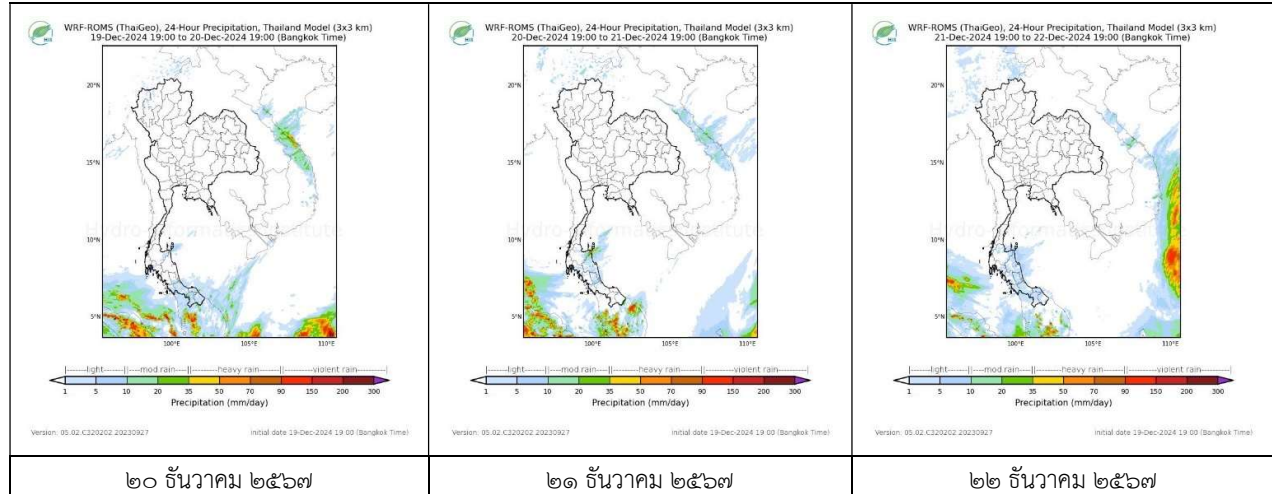 WRF-ROMS (ThaiGeo), 24-Hour Precipitation, Thailand Model (3x3 km)
19-Dec-2024 19:00 to 20-Dec-2024 19:00 (Bangkok Time)
20°N
15°N
10°N
5°N
100°E
105°E
110°E
Hydro-Informatics Institute
light
mod rain
heavy rain
violent rain
1 5 10 20 35 50 70 90 150 200 300
Precipitation (mm/day)
Version: 05.02.C320202 20230927
initial date 19-Dec-2024 19:00 (Bangkok Time)
๒๐ ธันวาคม ๒๕๖๗
WRF-ROMS (ThaiGeo), 24-Hour Precipitation, Thailand Model (3x3 km)
20-Dec-2024 19:00 to 21-Dec-2024 19:00 (Bangkok Time)
20°N
15°N
10°N
5°N
100°E
105°E
110°E
Hydro-Informatics Institute
light
mod rain
heavy rain
violent rain
1 5 10 20 35 50 70 90 150 200 300
Precipitation (mm/day)
Version: 05.02.C320202 20230927
initial date 19-Dec-2024 19:00 (Bangkok Time)
๒๑ ธันวาคม ๒๕๖๗
WRF-ROMS (ThaiGeo), 24-Hour Precipitation, Thailand Model (3x3 km)
21-Dec-2024 19:00 to 22-Dec-2024 19:00 (Bangkok Time)
20°N
15°N
10°N
5°N
100°E
105°E
110°E
Hydro-Informatics Institute
light
mod rain
heavy rain
violent rain
1 5 10 20 35 50 70 90 150 200 300
Precipitation (mm/day)
Version: 05.02.C320202 20230927
initial date 19-Dec-2024 19:00 (Bangkok Time)
๒๒ ธันวาคม ๒๕๖๗